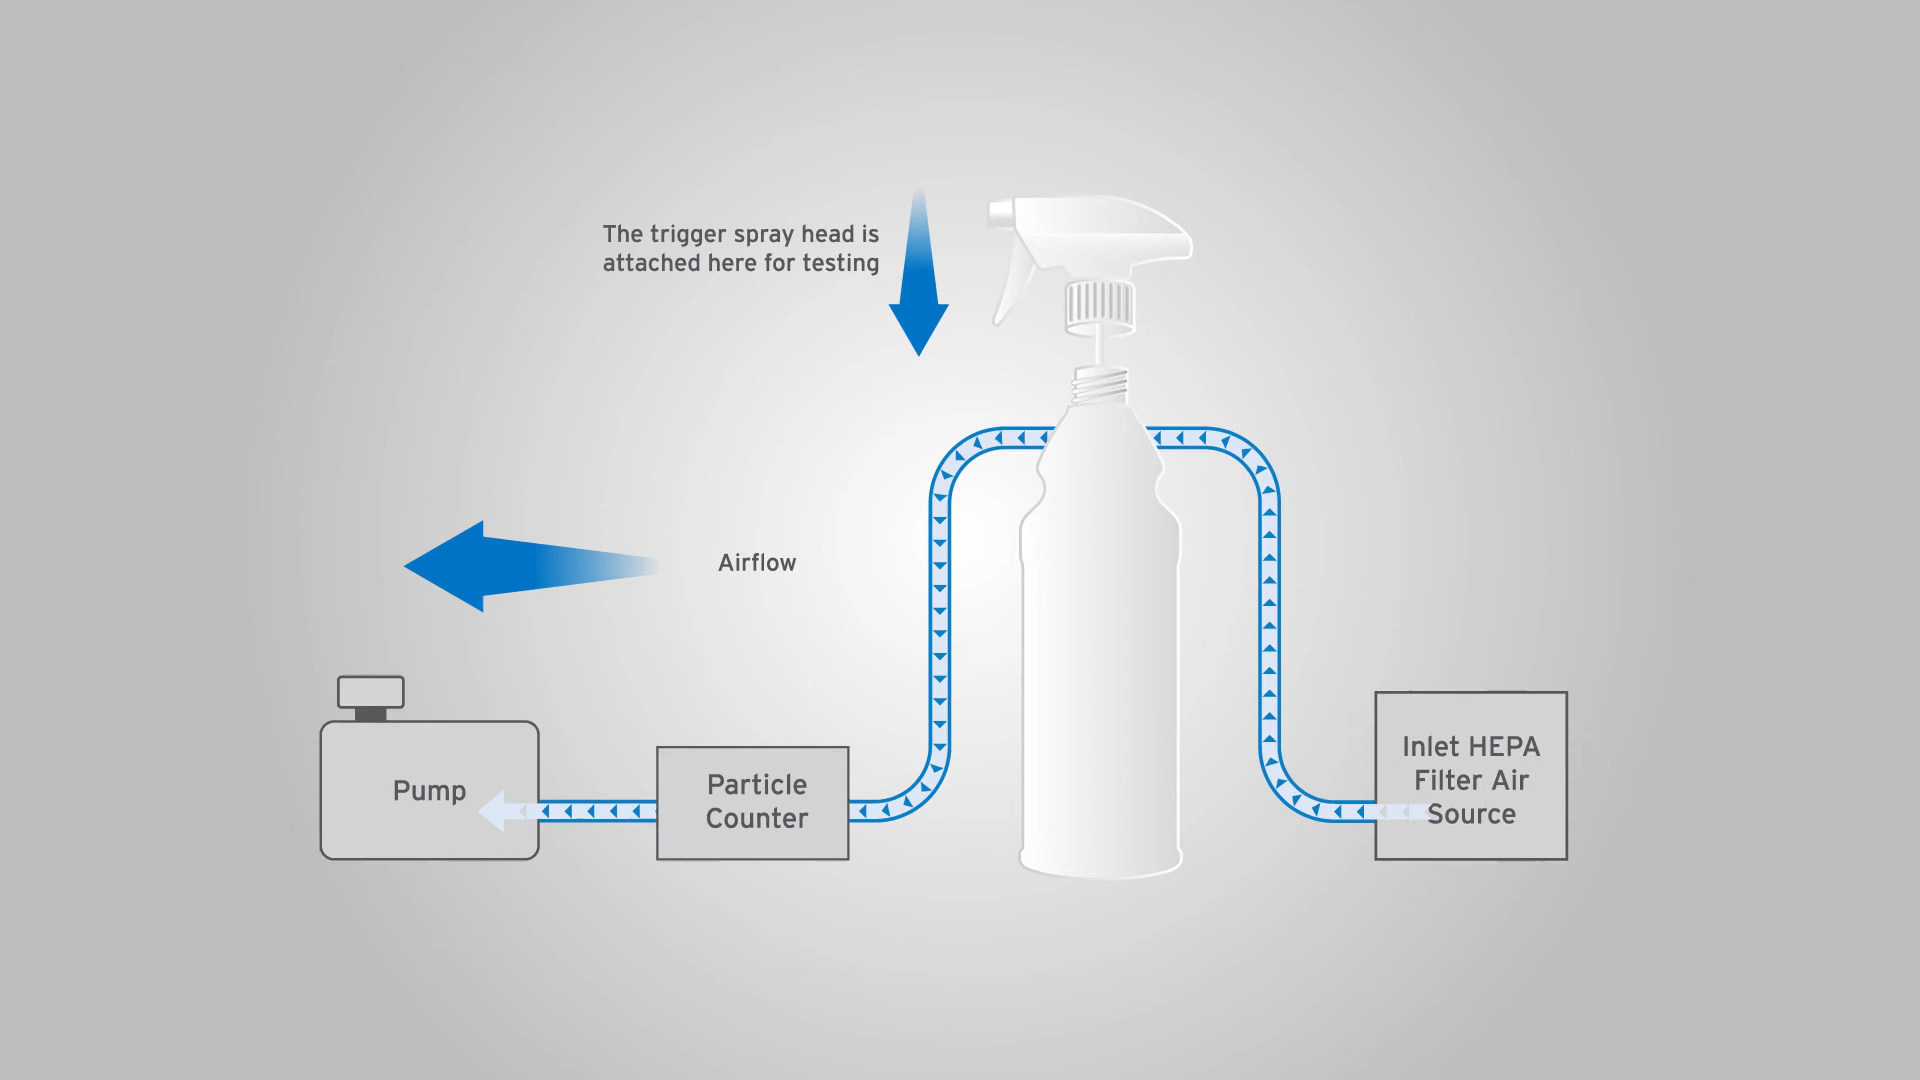 The trigger spray head is
attached here for testing
Airflow
Pump
Particle
Counter
Inlet HEPA
Filter Air
Source